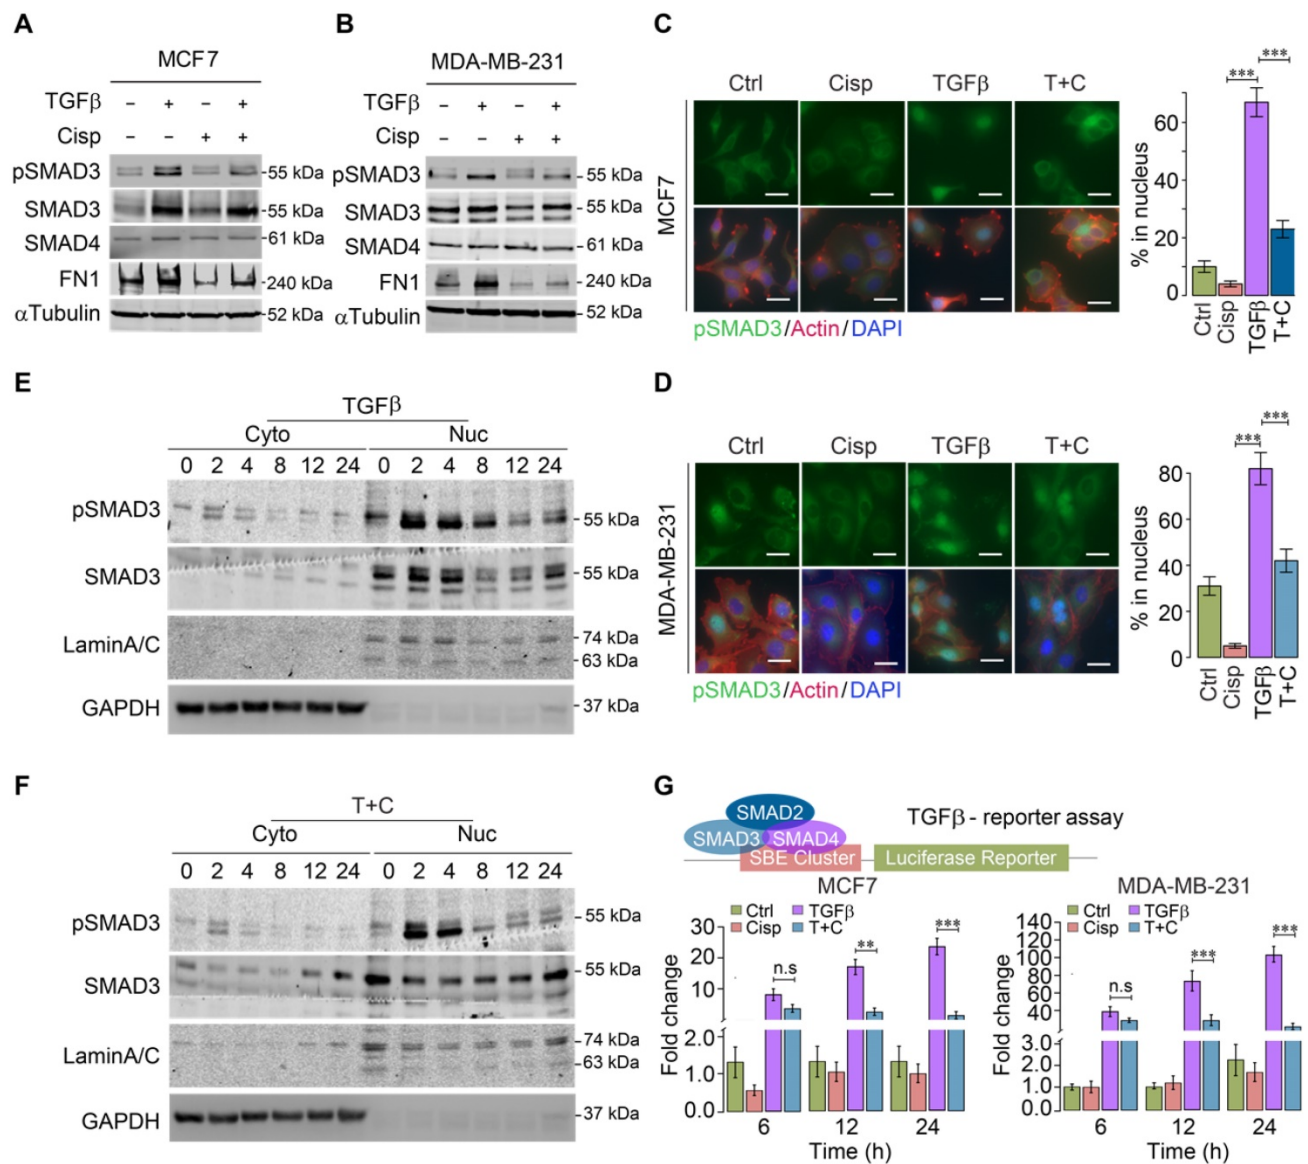 A
MCF7
TGFβ - + - +
Cisp - - + +
pSMAD3 -55 kDa
SMAD3 -55 kDa
SMAD4 -61 kDa
FN1 -240 kDa
αTubulin -52 kDa
B
MDA-MB-231
TGFβ - + - +
Cisp - - + +
pSMAD3 - 55 kDa
SMAD3 - 55 kDa
SMAD4 - 61 kDa
FN1 - 240 kDa
αTubulin - 52 kDa
C
Ctrl Cisp TGFβ T+C
MCF7
pSMAD3/Actin/DAPI
*** ***
% in nucleus
60
40
20
0
Ctrl Cisp TGFβ T+C
D
Ctrl Cisp TGFβ T+C
MDA-MB-231
pSMAD3/Actin/DAPI
*** ***
% in nucleus
80
60
40
20
0
Ctrl Cisp TGFβ T+C
E
TGFβ
Cyto Nuc
0 2 4 8 12 24 0 2 4 8 12 24
pSMAD3 - 55 kDa
SMAD3 - 55 kDa
LaminA/C - 74 kDa
- 63 kDa
GAPDH - 37 kDa
F
T+C
Cyto Nuc
0 2 4 8 12 24 0 2 4 8 12 24
pSMAD3 - 55 kDa
SMAD3 - 55 kDa
LaminA/C - 74 kDa
- 63 kDa
GAPDH - 37 kDa
G
SMAD2
SMAD3 SMAD4
SBE Cluster
Luciferase Reporter
TGFβ - reporter assay
MCF7
Ctrl TGFβ
Cisp T+C
n.s ** ***
Fold change
30
20
10
2.0
1.0
0.0
6 12 24
Time (h)
MDA-MB-231
Ctrl TGFβ
Cisp T+C
n.s *** ***
Fold change
140
120
100
80
60
40
3.0
2.0
1.0
0.0
6 12 24
Time (h)